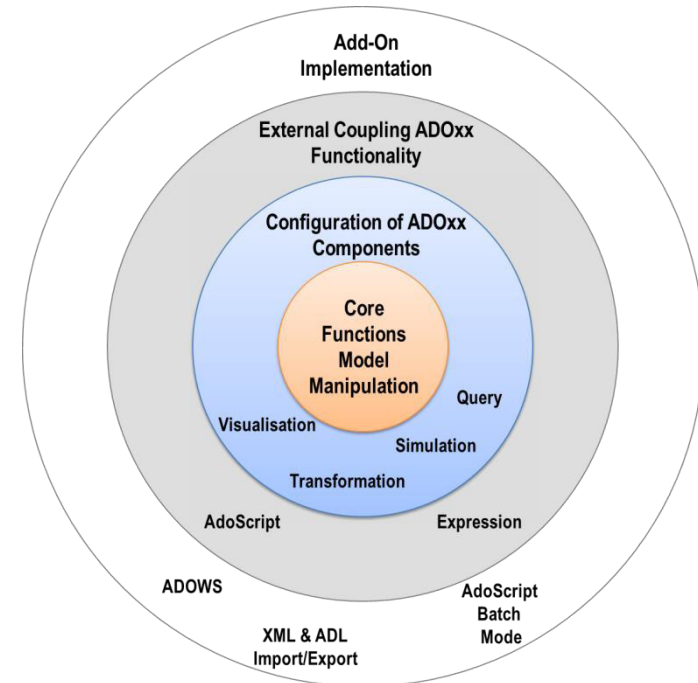 Add-On
Implementation
External Coupling ADOxx
Functionality
Configuration of ADOxx
Components
Core
Functions
Model
Manipulation
Query
Visualisation
Simulation
Transformation
AdoScript
Expression
ADOWS
AdoScript
Batch
Mode
XML & ADL
Import/Export